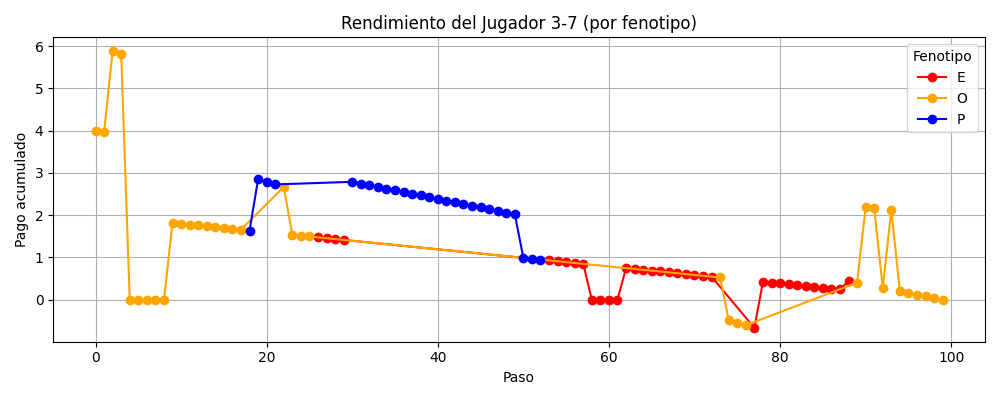 Rendimiento del Jugador 3-7 (por fenotipo)
Pago acumulado
6
5
4
3
2
1
0
Fenotipo
E
O
P
0 20 40 60 80 100
Paso